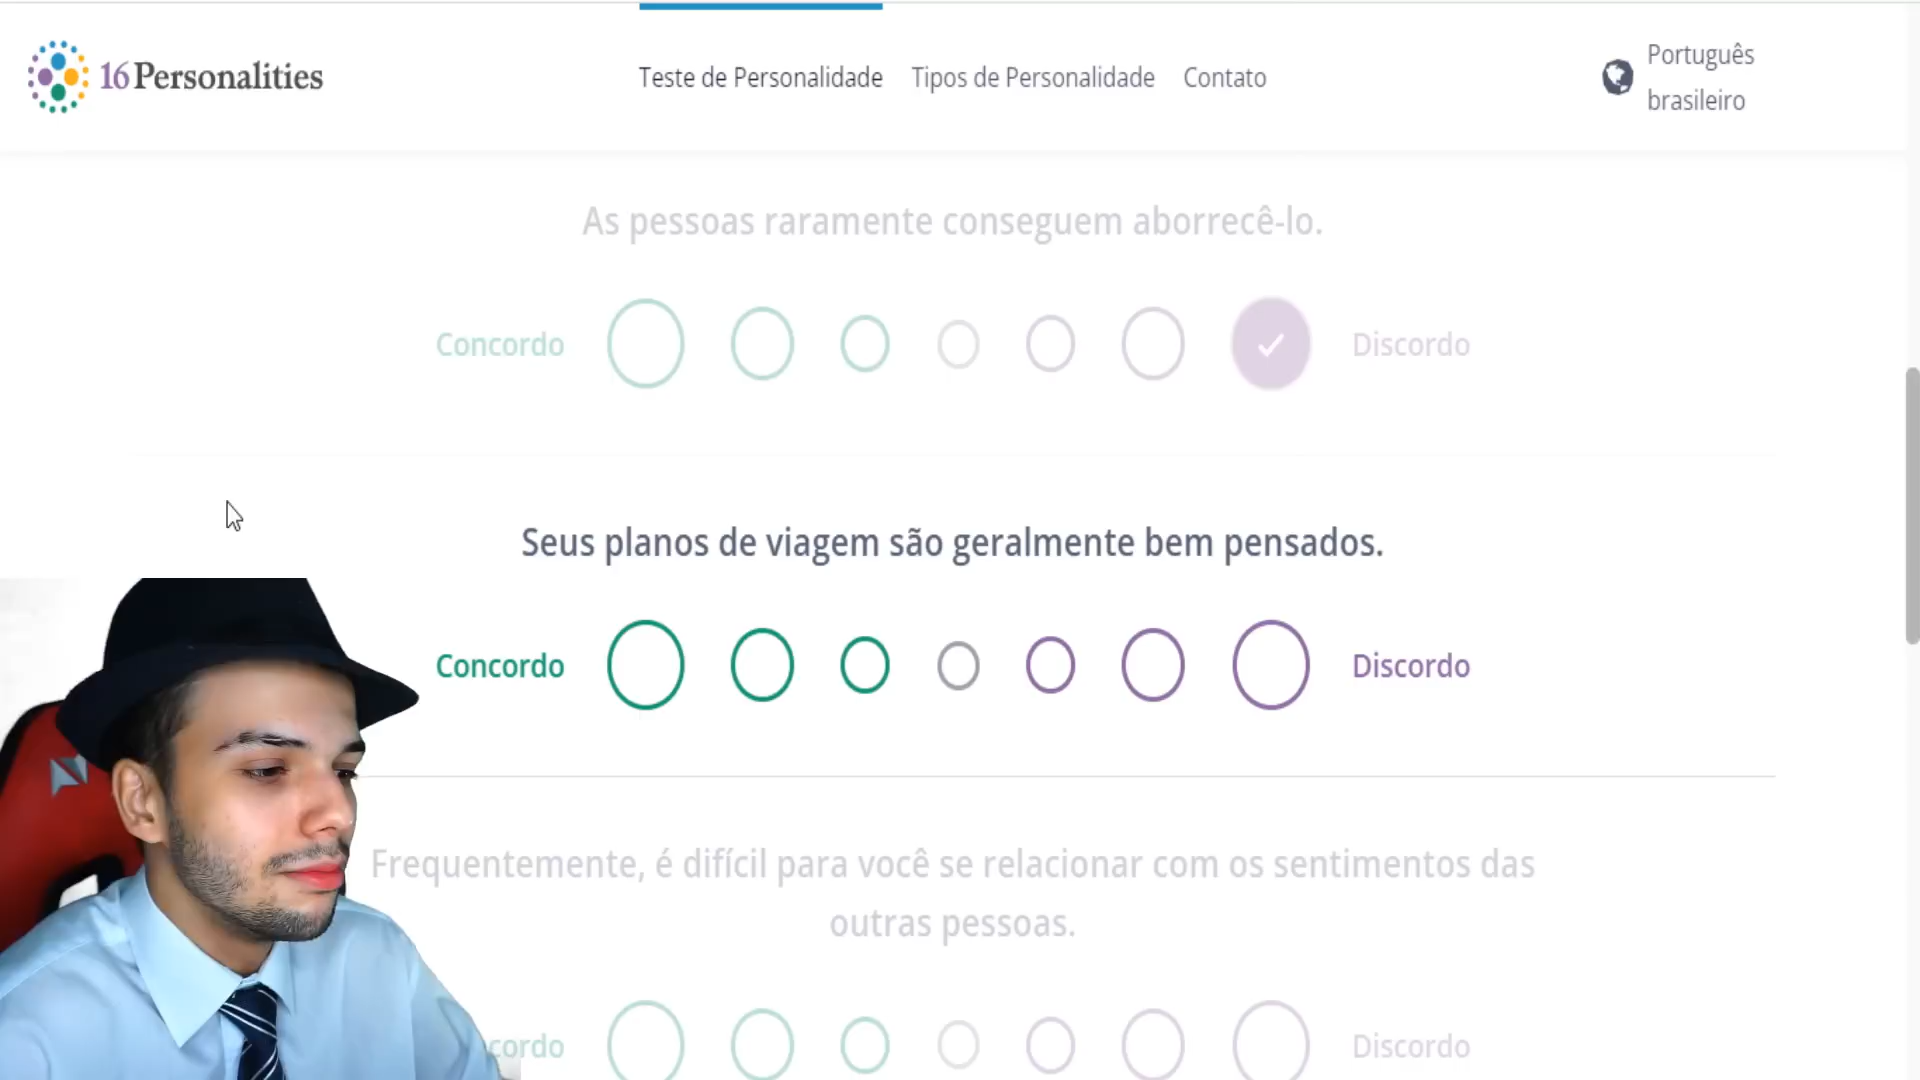 16Personalities
Teste de Personalidade
Tipos de Personalidade
Contato
Português
brasileiro
As pessoas raramente conseguem aborrecê-lo.
Concordo
Discordo
Seus planos de viagem são geralmente bem pensados.
Concordo
Discordo
Frequentemente, é difícil para você se relacionar com os sentimentos das
outras pessoas.
cordo
Discordo